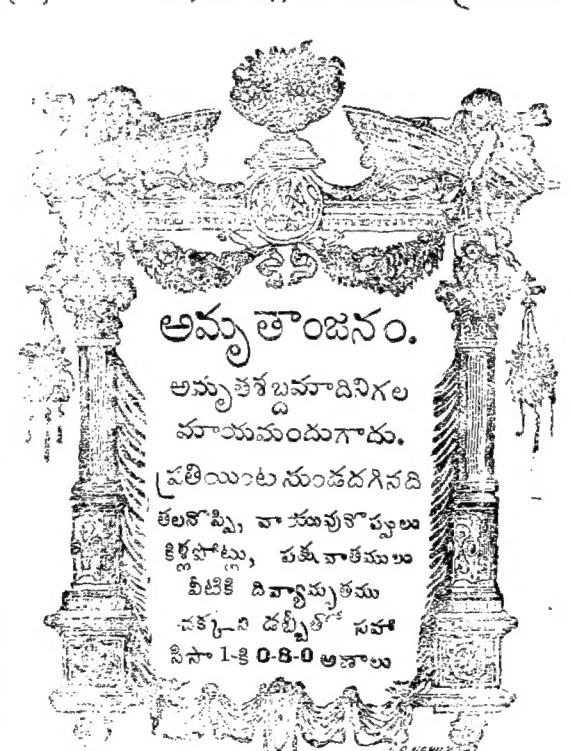 అమృతాంజనం.
అమృతశబ్దమాదినిగల
మాయమందుగాదు.
ప్రతియింట నుండదగినది
తలనొప్పి, వాయువునొప్పులు
కీళ్లపోట్లు, పక్షవాతములు
వీటికి దివ్యామృతము
చక్కని డబ్బీతో సహా
సీసా 1-కి 0-8-0 అణాలు